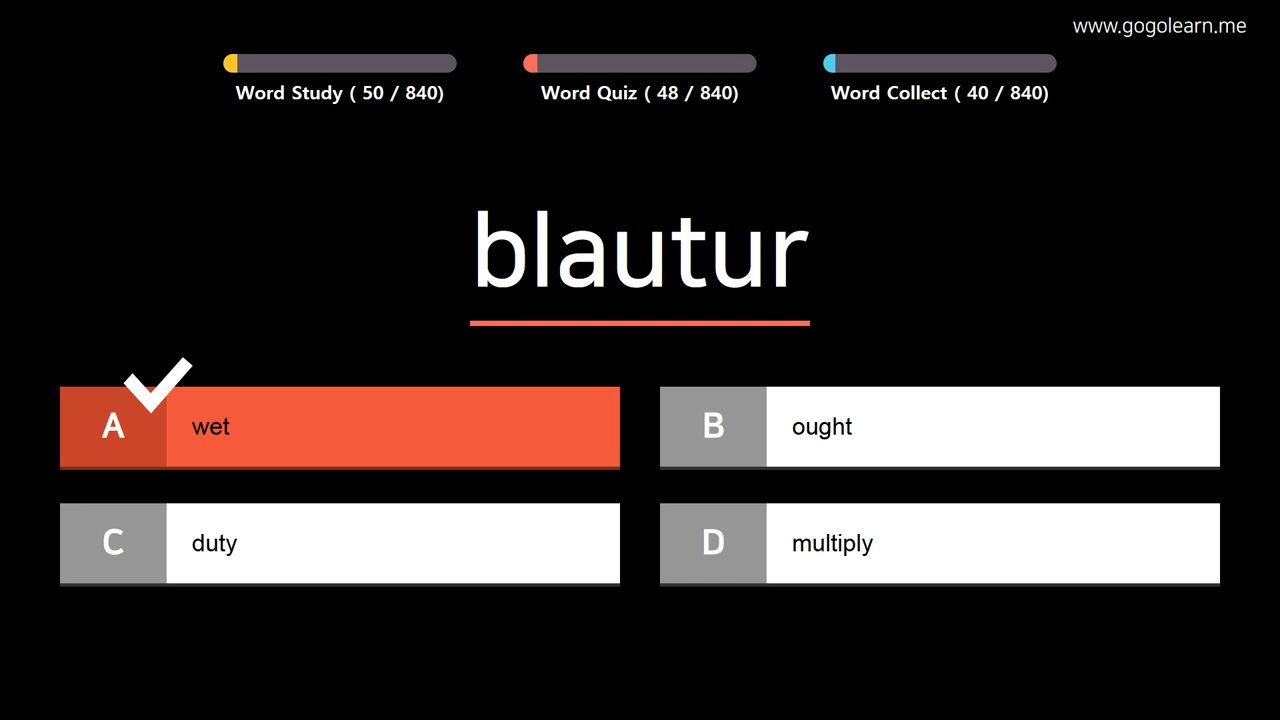 www.gogolearn.me
Word Study ( 50 / 840)
Word Quiz ( 48 / 840)
Word Collect ( 40 / 840)
blautur
A
wet
B
ought
C
duty
D
multiply